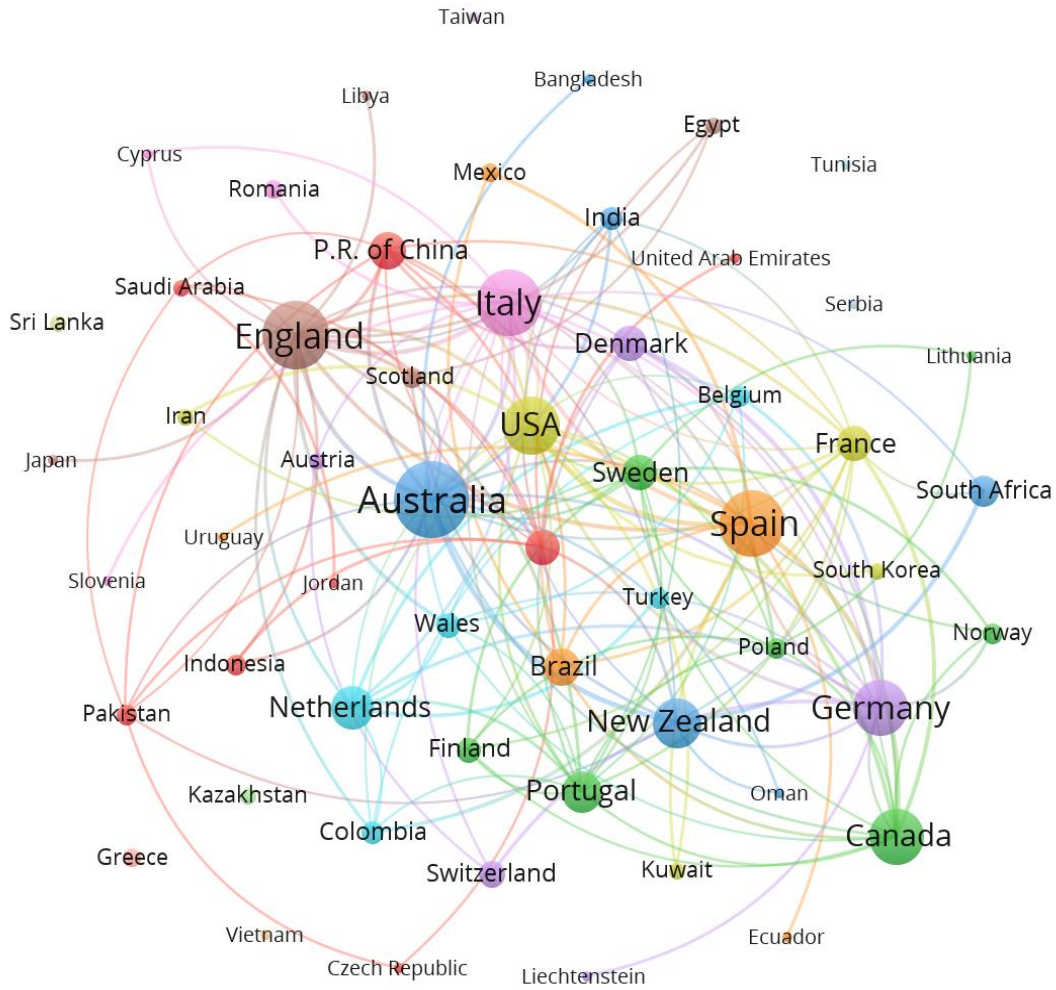 Taiwan
Bangladesh
Libya
Egypt
Cyprus
Tunisia
Mexico
Romania
India
P.R. of China
United Arab Emirates
Saudi Arabia
Italy
Serbia
Sri Lanka
England
Denmark
Lithuania
Scotland
Belgium
Iran
USA
France
Japan
Austria
Sweden
South Africa
Australia
Spain
Uruguay
South Korea
Slovenia
Jordan
Turkey
Wales
Norway
Poland
Indonesia
Brazil
Pakistan
Netherlands
New Zealand
Germany
Finland
Kazakhstan
Portugal
Oman
Colombia
Canada
Greece
Switzerland
Kuwait
Vietnam
Ecuador
Czech Republic
Liechtenstein